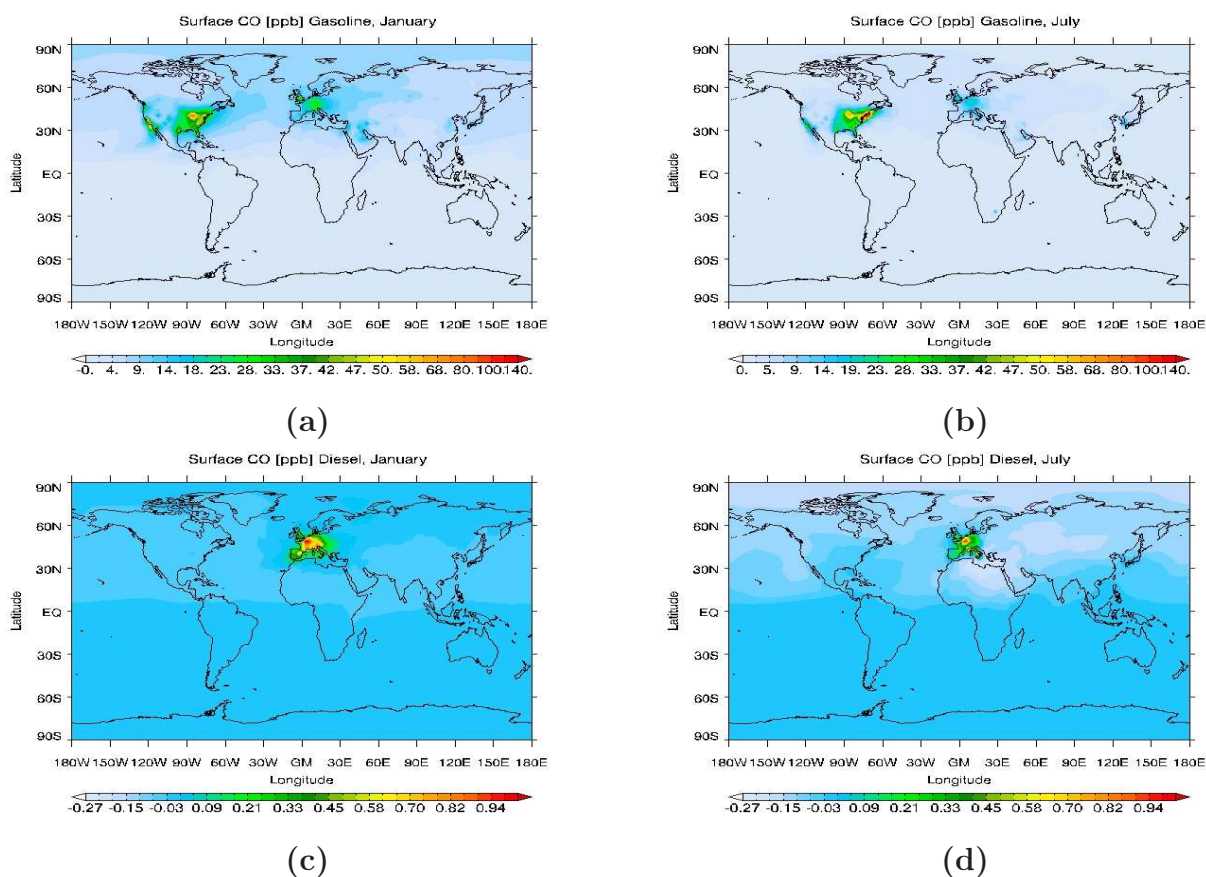 Surface CO [ppb] Gasoline, January
90N
60N
30N
EQ
30S
60S
90S
Latitude
180W 150W 120W 90W 60W 30W GM 30E 60E 90E 120E 150E 180E
Longitude
-0. 4. 9. 14. 18. 23. 28. 33. 37. 42. 50. 58. 68. 80. 100. 140.
(a)
Surface CO [ppb] Gasoline, July
90N
60N
30N
EQ
30S
60S
90S
Latitude
180W 150W 120W 90W 60W 30W GM 30E 60E 90E 120E 150E 180E
Longitude
0. 5. 9. 14. 19. 23. 28. 33. 37. 42. 50. 58. 68. 80. 100. 140.
(b)
Surface CO [ppb] Diesel, January
90N
60N
30N
EQ
30S
60S
90S
Latitude
180W 150W 120W 90W 60W 30W GM 30E 60E 90E 120E 150E 180E
Longitude
-0.27 -0.15 -0.03 0.09 0.21 0.33 0.45 0.58 0.70 0.82 0.94
(c)
Surface CO [ppb] Diesel, July
90N
60N
30N
EQ
30S
60S
90S
Latitude
180W 150W 120W 90W 60W 30W GM 30E 60E 90E 120E 150E 180E
Longitude
-0.27 -0.15 -0.03 0.09 0.21 0.33 0.45 0.58 0.70 0.82 0.94
(d)